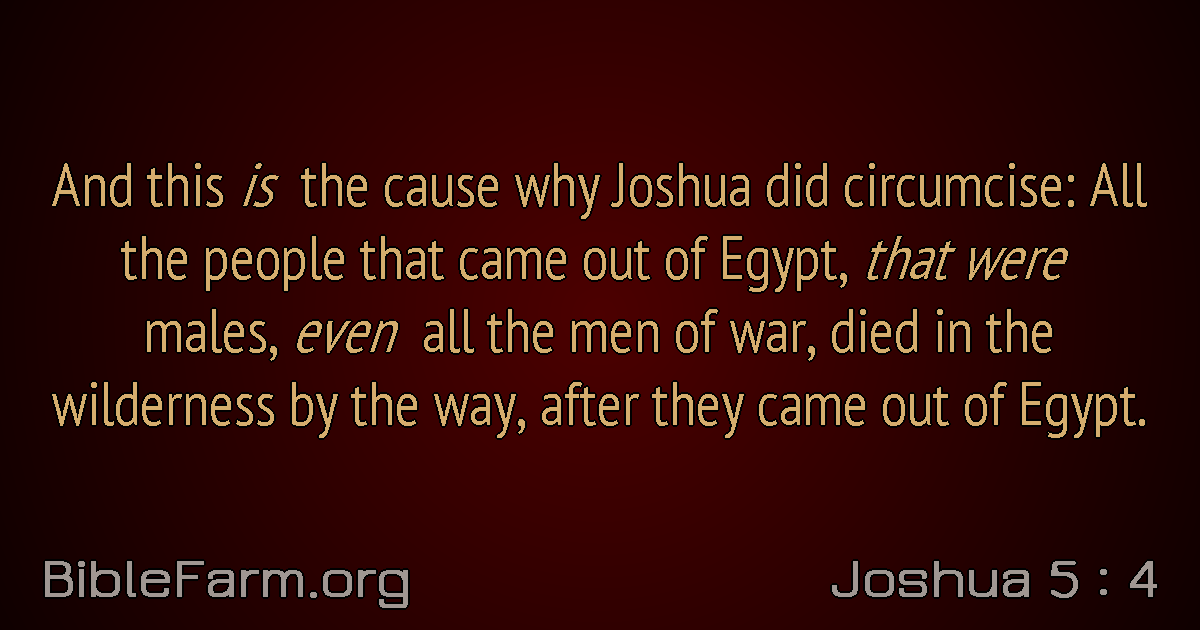 And this is the cause why Joshua did circumcise: All
the people that came out of Egypt, that were
males, even all the men of war, died in the
wilderness by the way, after they came out of Egypt.
BibleFarm.org
Joshua 5 : 4